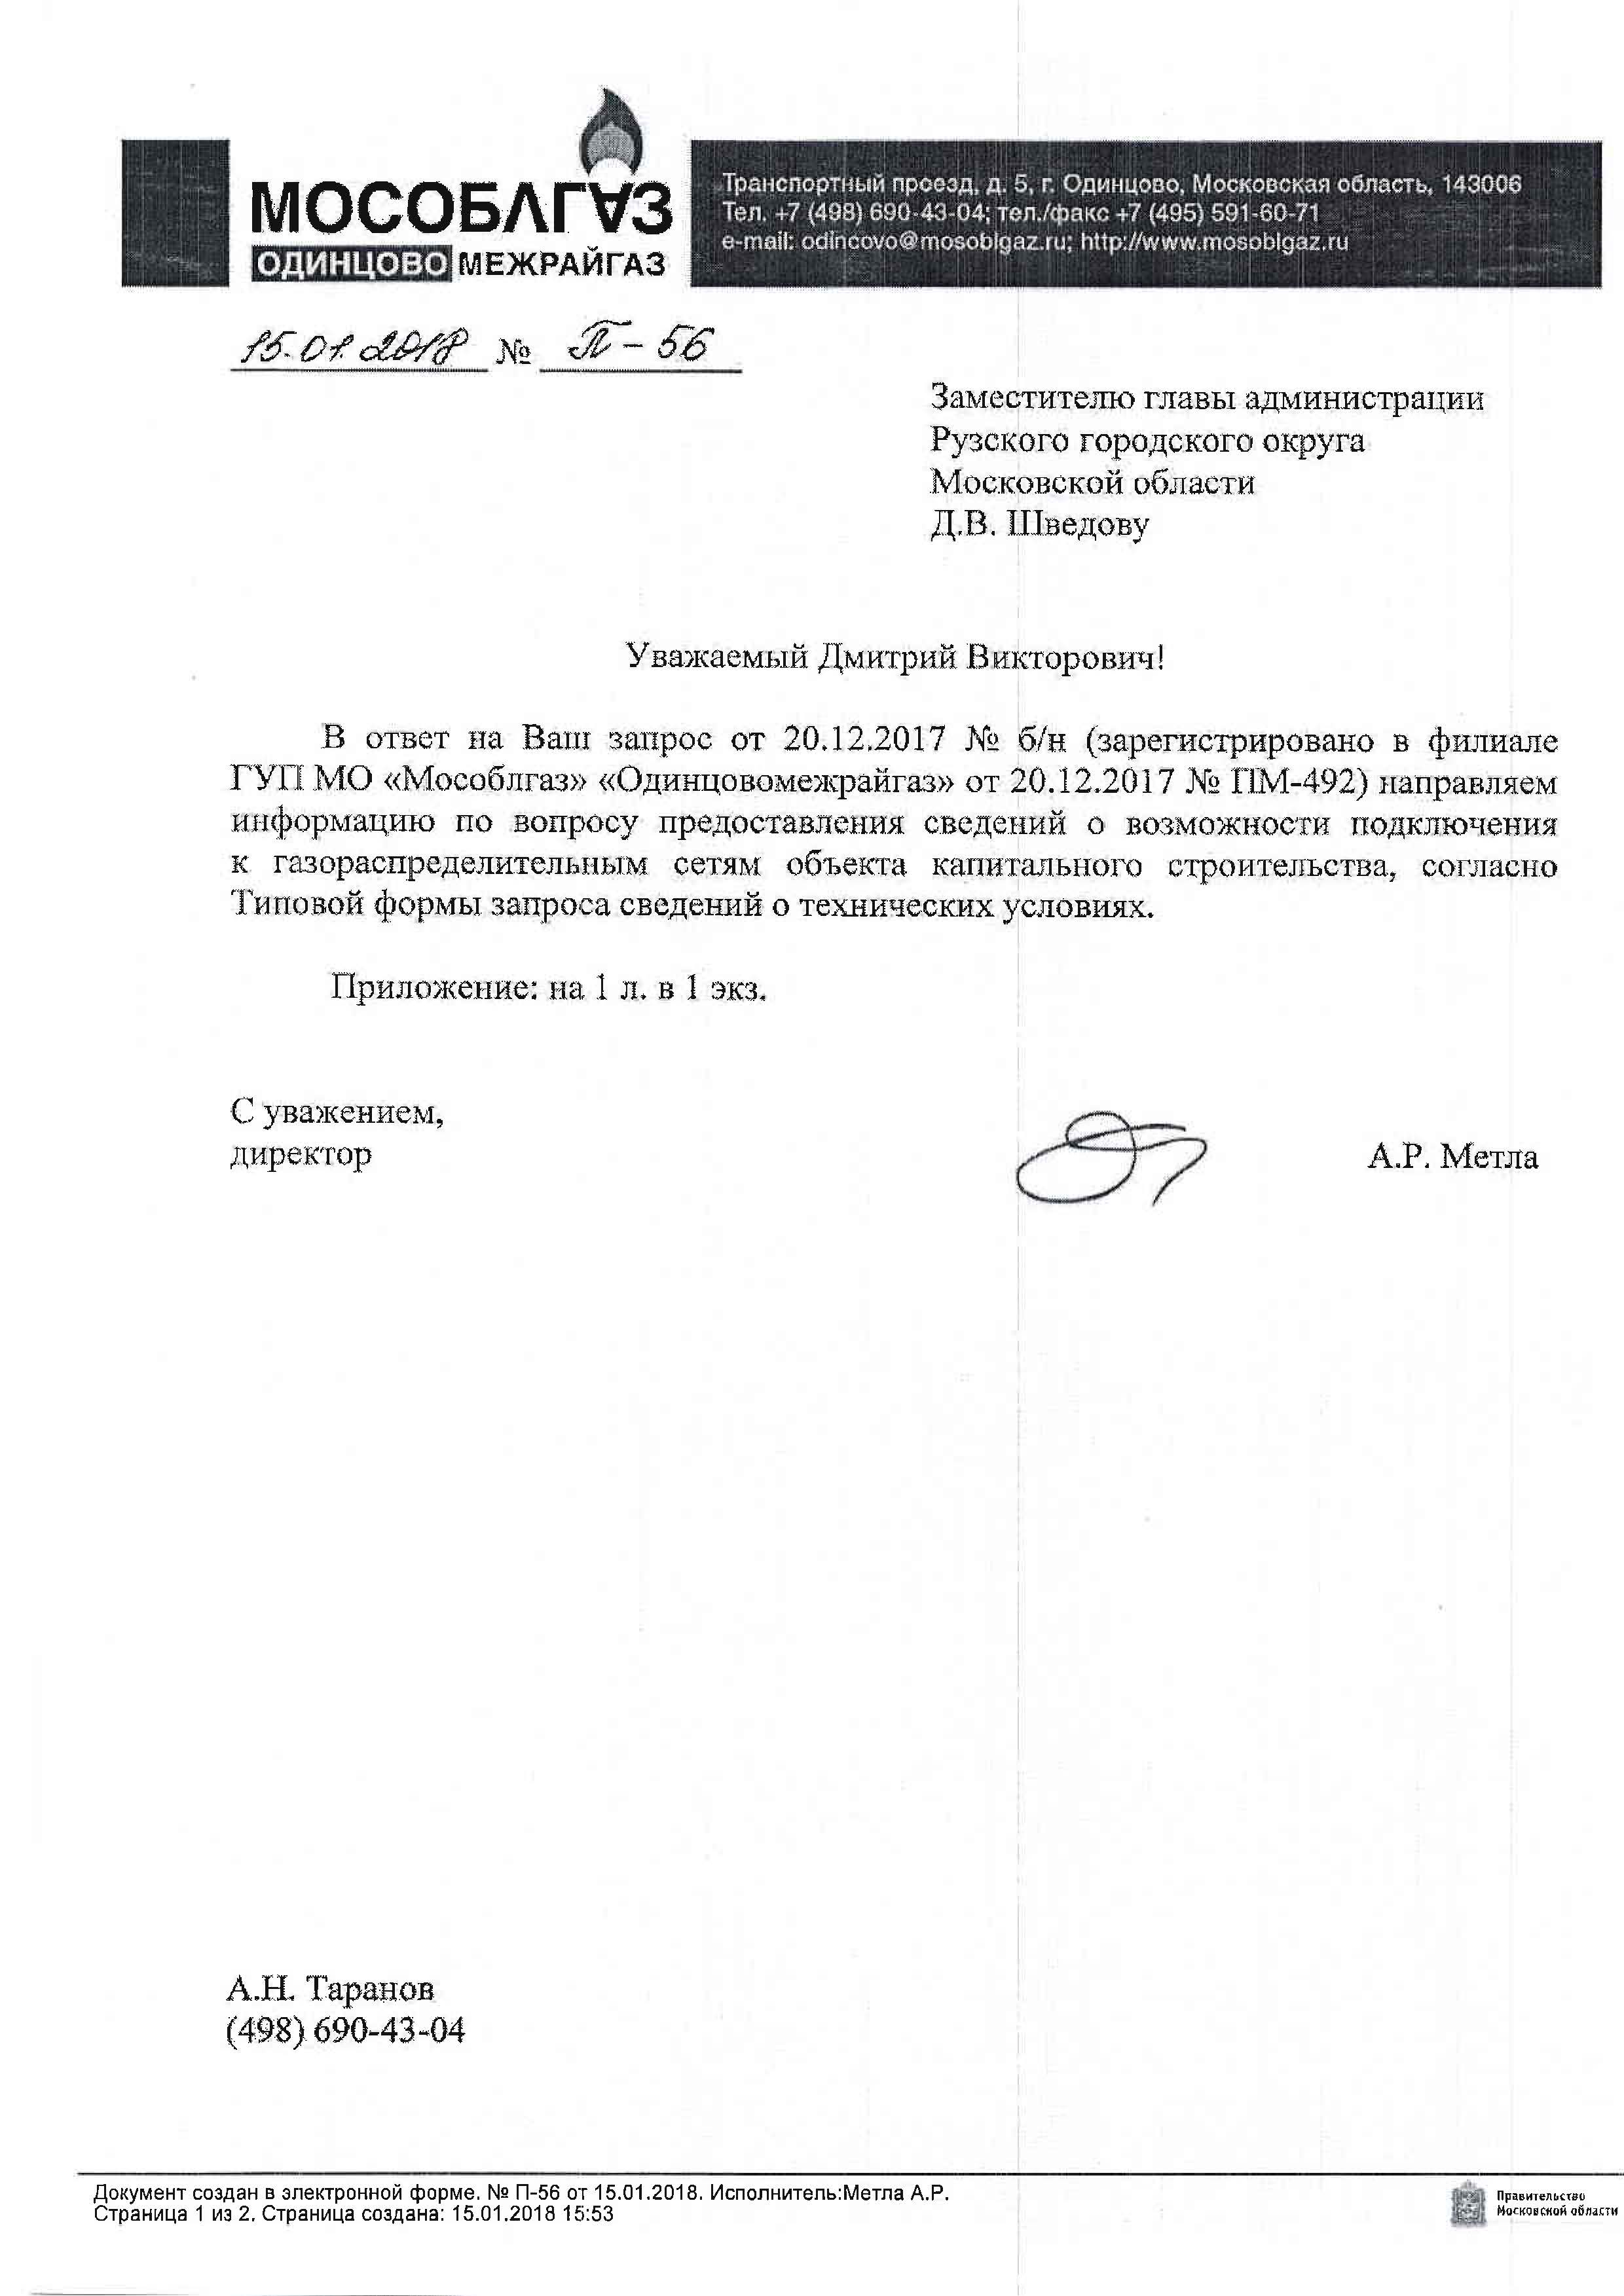 МОСОБЛГАЗ
ОДИНЦОВО МЕЖРАЙГАЗ
Транспортный проезд, д. 5, г. Одинцово, Московская область, 143006
Тел. +7 (498) 690-43-04; тел./факс +7 (495) 591-60-71
e-mail: odincovo@mosoblgaz.ru; http://www.mosoblgaz.ru
15.01.2018 № П-56
Заместителю главы администрации
Рузского городского округа
Московской области
Д.В. Шведову
Уважаемый Дмитрий Викторович!
В ответ на Ваш запрос от 20.12.2017 № б/н (зарегистрировано в филиале
ГУП МО «Мособлгаз» «Одинцовомежрайгаз» от 20.12.2017 № ПМ-492) направляем
информацию по вопросу предоставления сведений о возможности подключения
к газораспределительным сетям объекта капитального строительства, согласно
Типовой формы запроса сведений о технических условиях.
Приложение: на 1 л. в 1 экз.
С уважением,
директор
А.Р. Метла
А.Н. Таранов
(498) 690-43-04
Документ создан в электронной форме. № П-56 от 15.01.2018. Исполнитель:Метла А.Р.
Страница 1 из 2. Страница создана: 15.01.2018 15:53
Правительство
Московской области